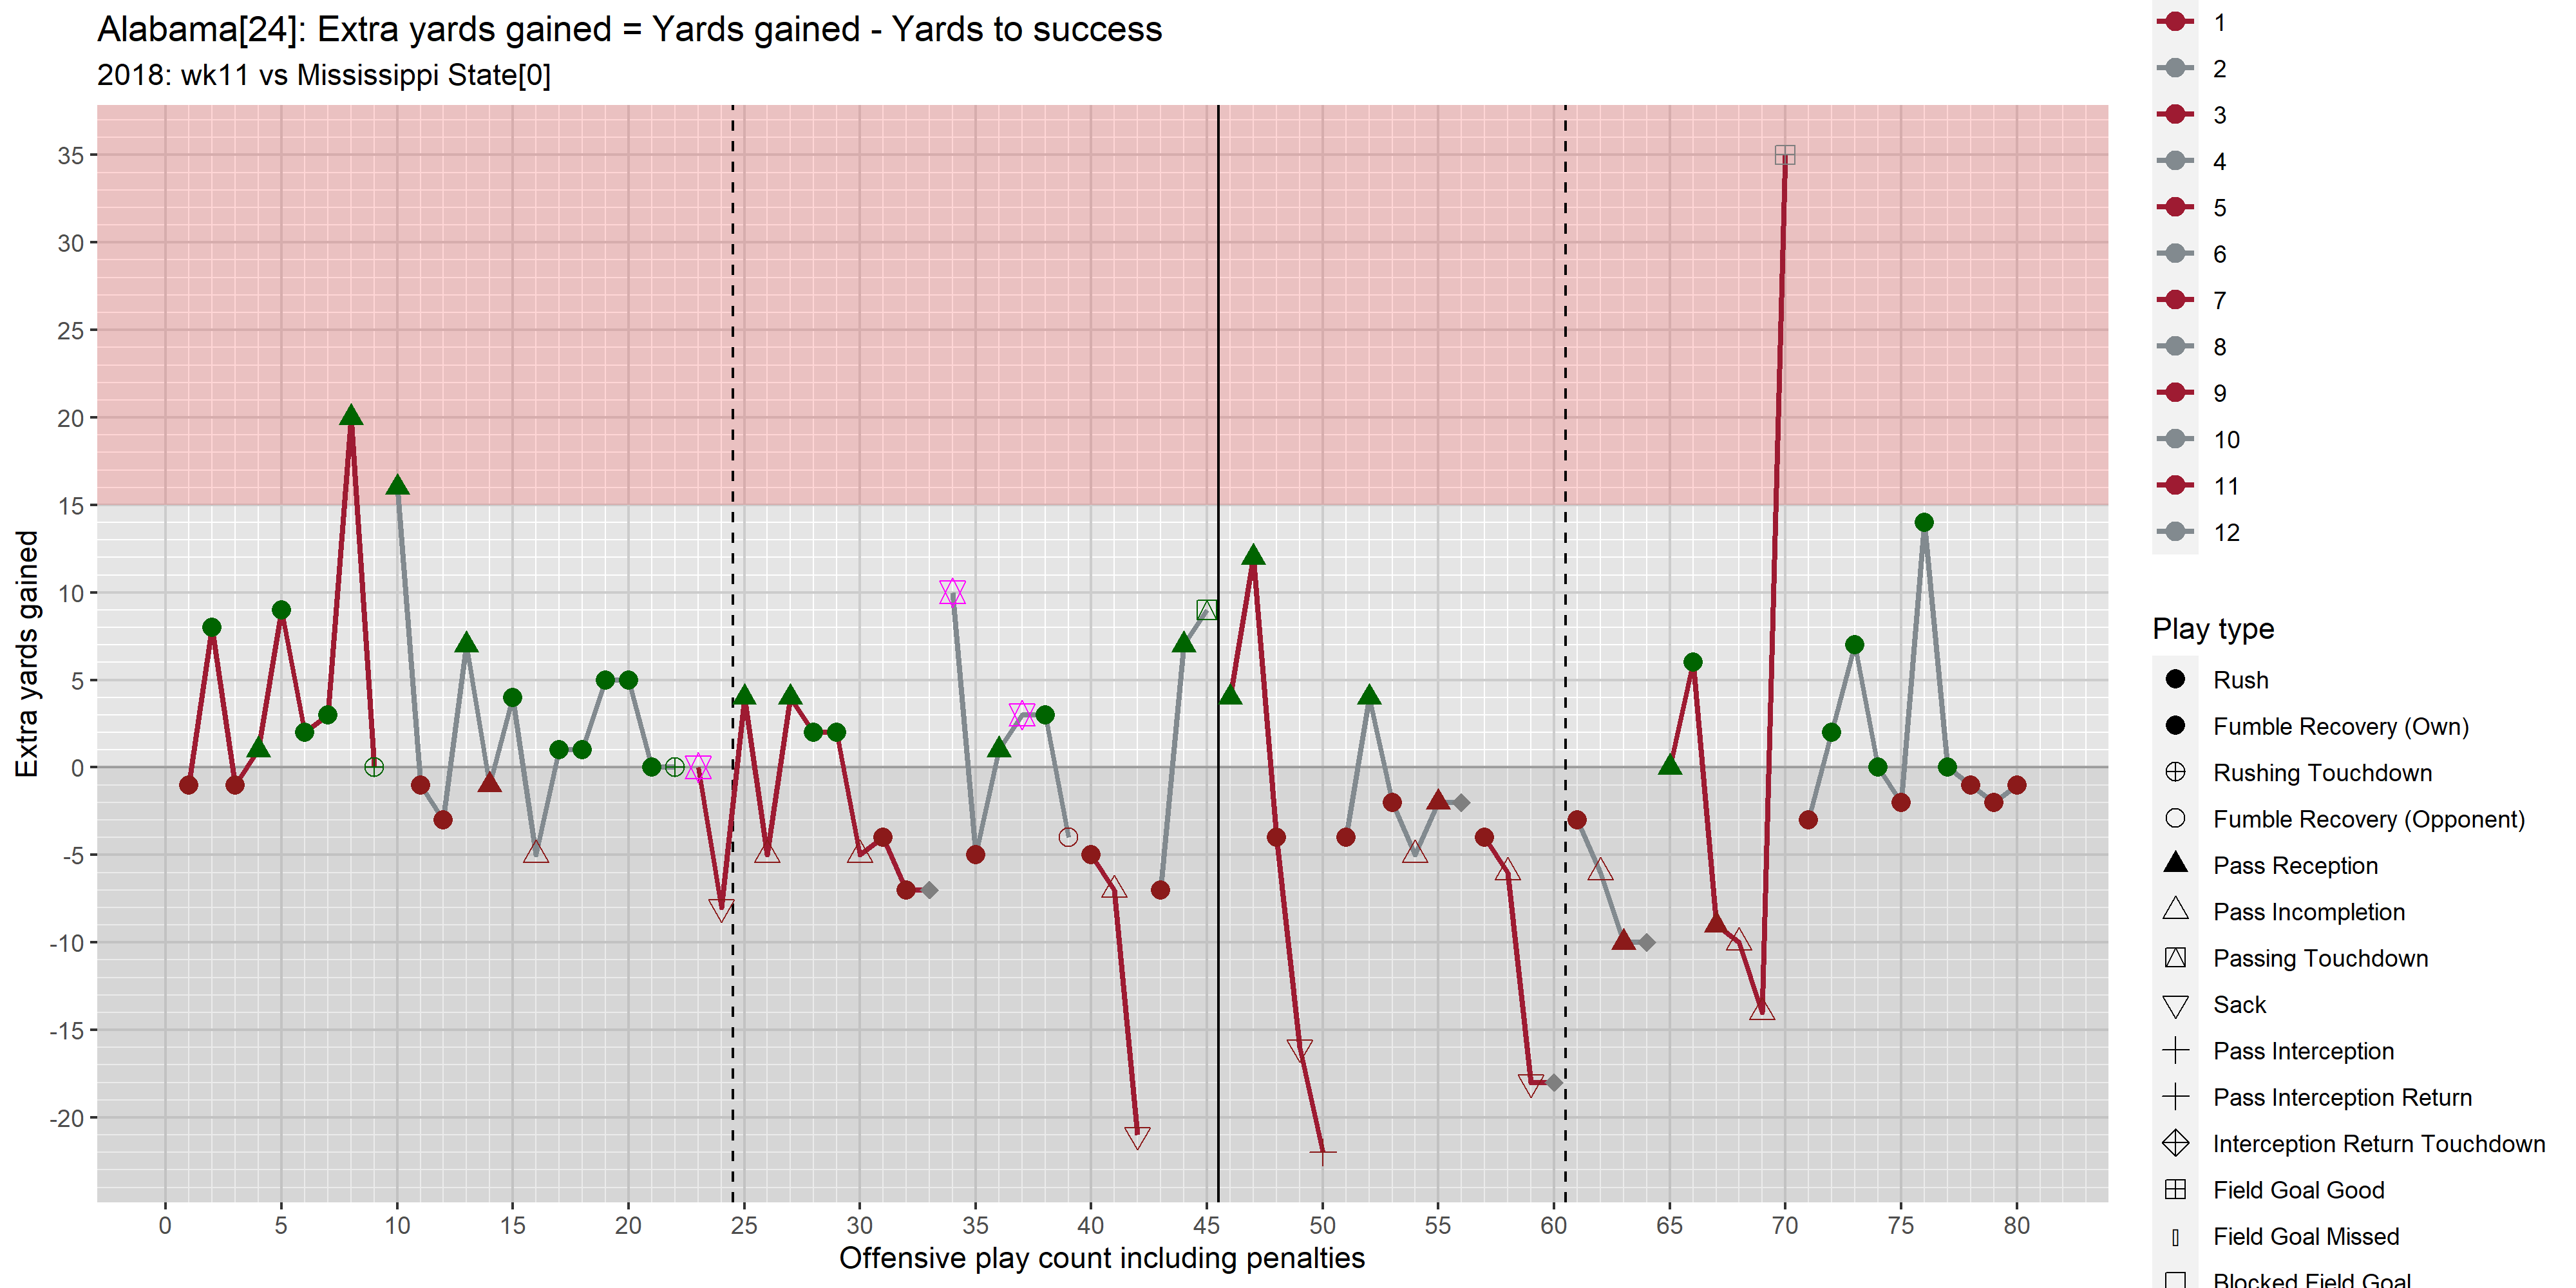 Alabama[24]: Extra yards gained = Yards gained - Yards to success
2018: wk11 vs Mississippi State[0]
Extra yards gained
35
30
25
20
15
10
5
0
-5
-10
-15
-20
0 5 10 15 20 25 30 35 40 45 50 55 60 65 70 75 80
Offensive play count including penalties
1
2
3
4
5
6
7
8
9
10
11
12
Play type
Rush
Fumble Recovery (Own)
Rushing Touchdown
Fumble Recovery (Opponent)
Pass Reception
Pass Incompletion
Passing Touchdown
Sack
Pass Interception
Pass Interception Return
Interception Return Touchdown
Field Goal Good
Field Goal Missed
Blocked Field Goal